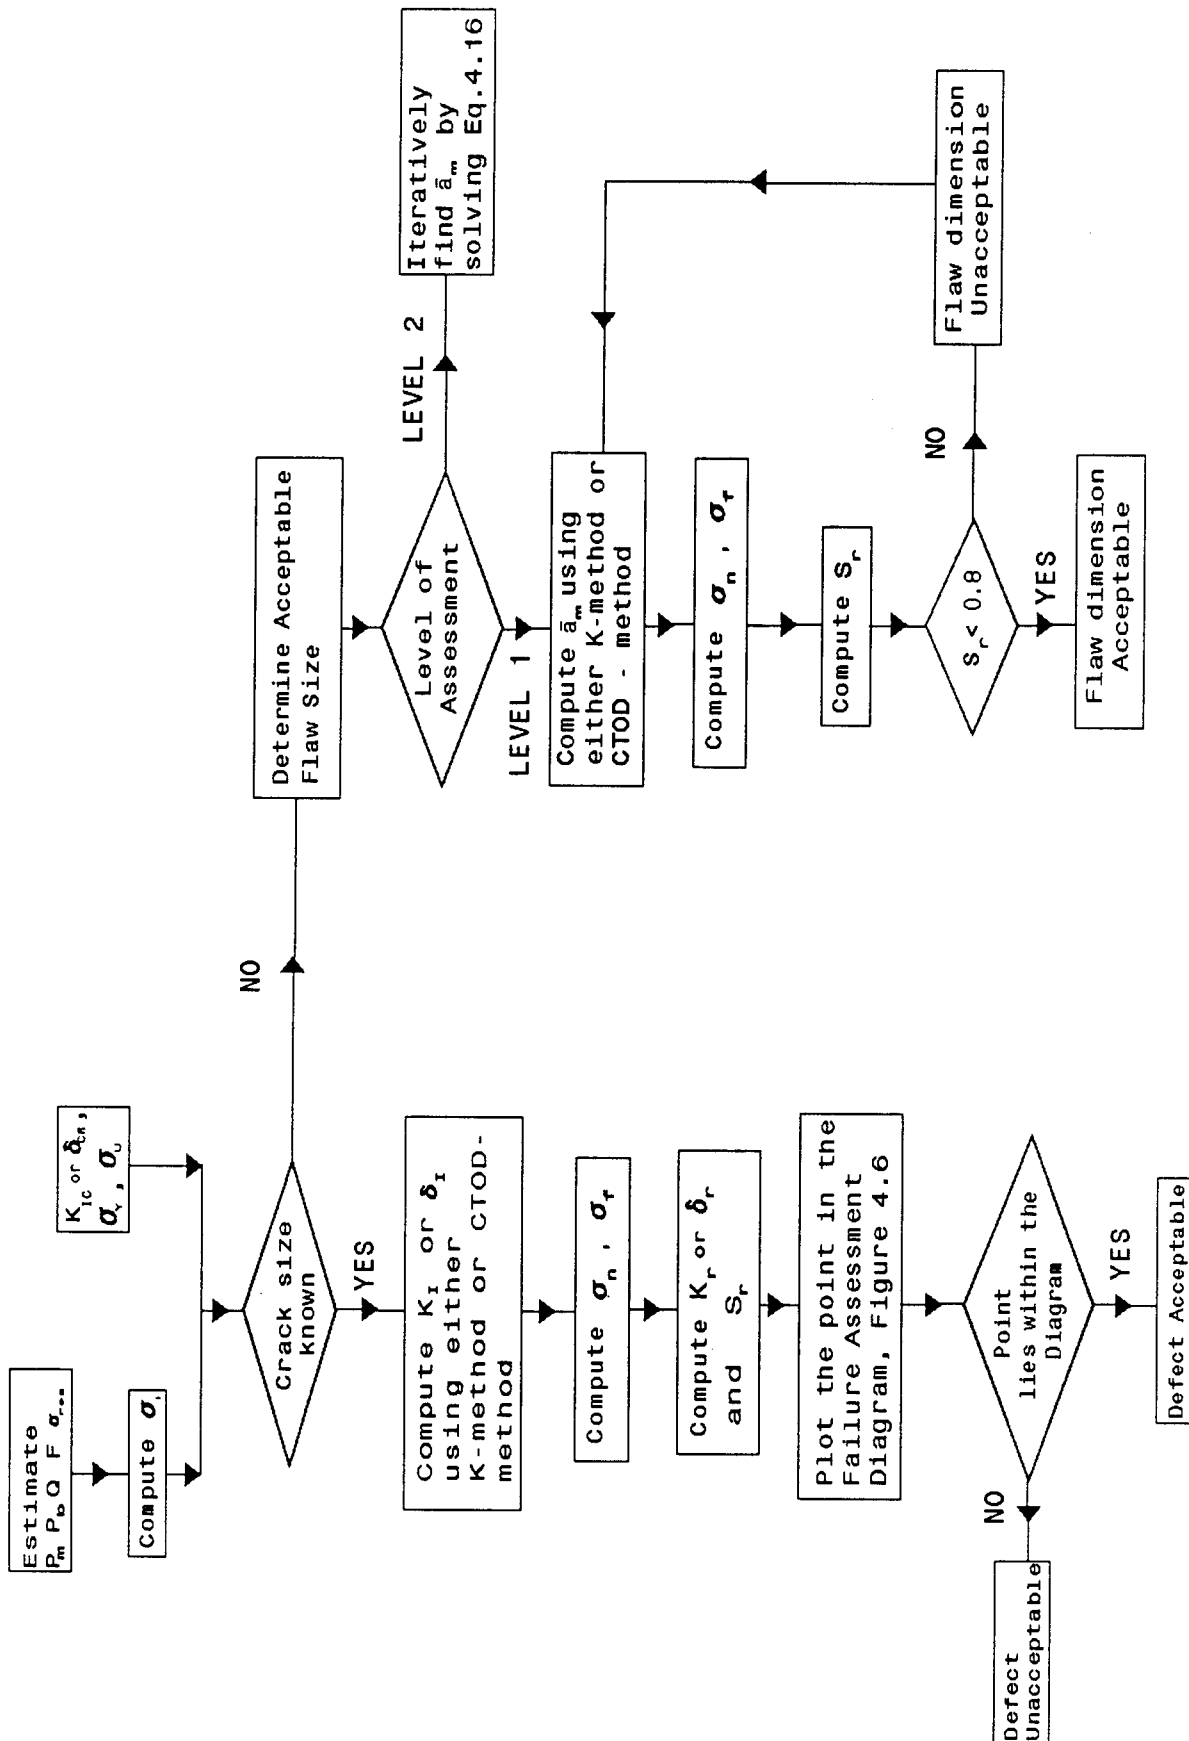 Estimate
Pm Pb Q F σres
Compute σ1
KIC or δCR,
σY, σU
Crack size
known
NO
YES
Compute KI or δI
using either
K-method or CTOD-
method
Compute σn, σf
Compute Kr or δr
and Sr
Plot the point in the
Failure Assessment
Diagram, Figure 4.6
Point
lies within the
Diagram
NO
YES
Defect
Unacceptable
Defect Acceptable
Determine Acceptable
Flaw Size
Level of
Assessment
LEVEL 2
Iteratively
find ām by
solving Eq.4.16
LEVEL 1
Compute ām using
either K-method or
CTOD - method
Compute σn, σf
Compute Sr
Sr < 0.8
NO
YES
Flaw dimension
Unacceptable
Flaw dimension
Acceptable